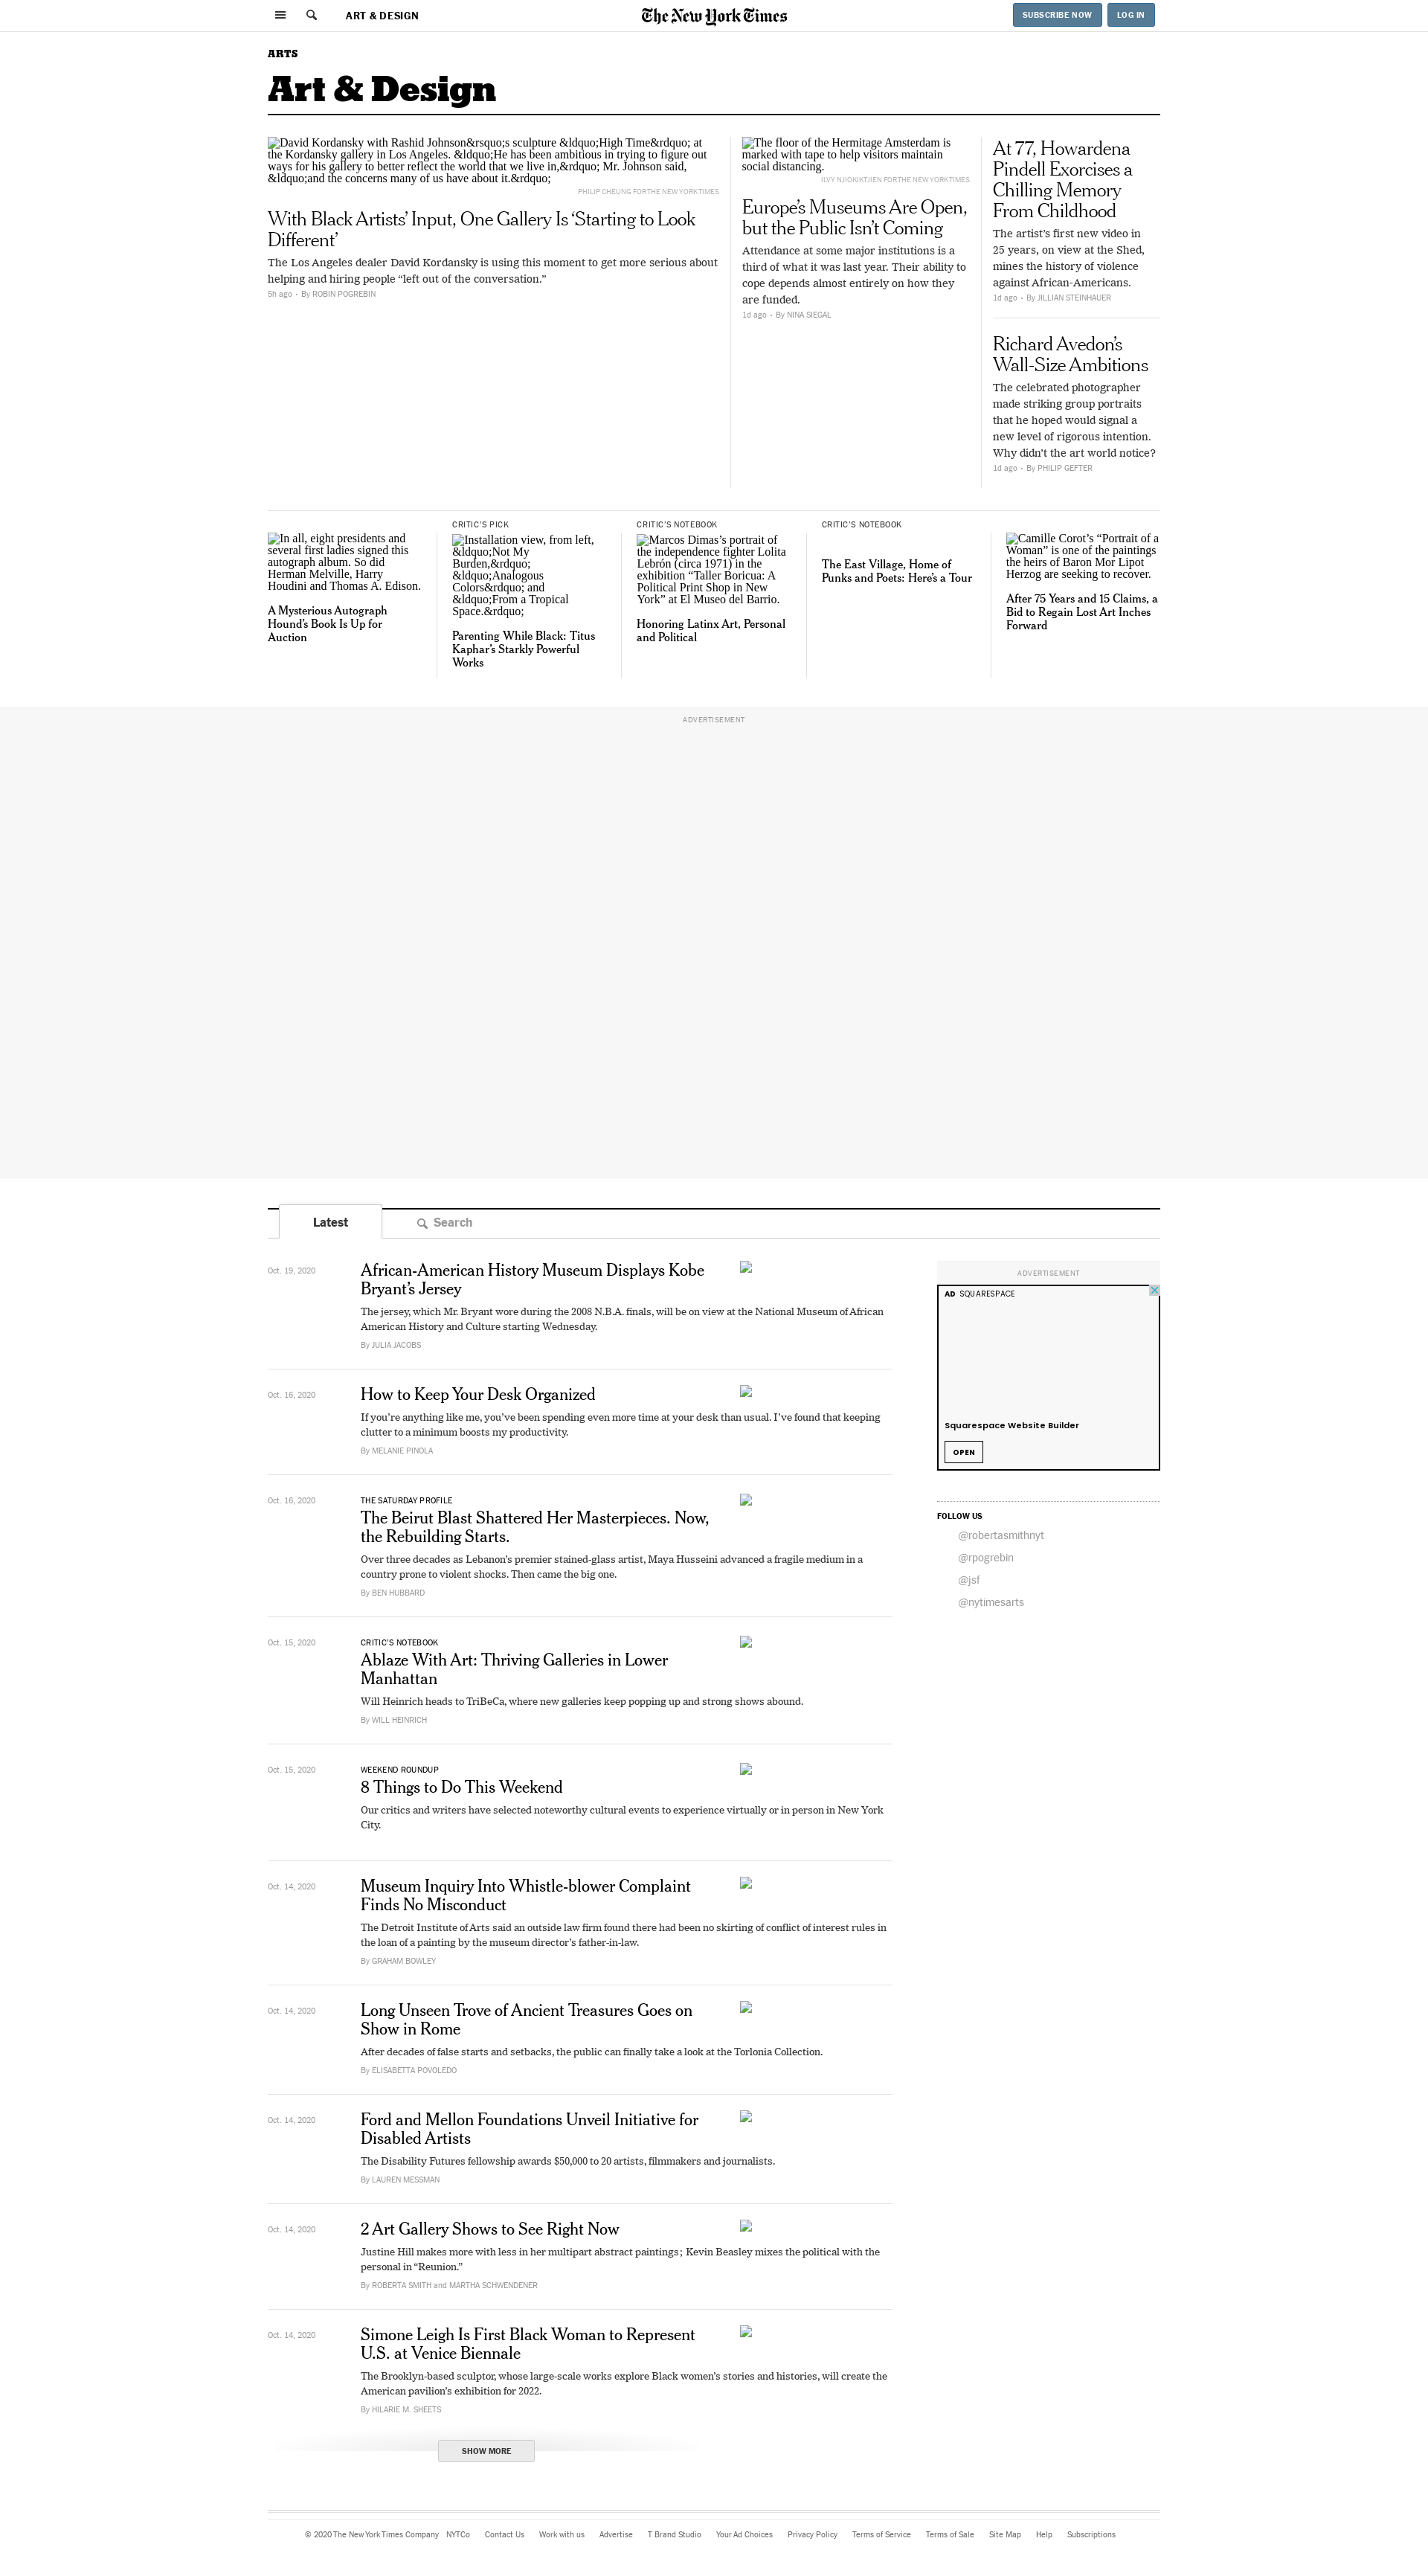 ART & DESIGN
The New York Times
SUBSCRIBE NOW
LOG IN
ARTS
Art & Design
David Kordansky with Rashid Johnson&rsquo;s sculpture &ldquo;High Time&rdquo; at
the Kordansky gallery in Los Angeles. &ldquo;He has been ambitious in trying to figure out
ways for his gallery to better reflect the world that we live in,&rdquo; Mr. Johnson said,
&ldquo;and the concerns many of us have about it.&rdquo;
PHILIP CHEUNG FOR THE NEW YORK TIMES
With Black Artists’ Input, One Gallery Is ‘Starting to Look
Different’
The Los Angeles dealer David Kordansky is using this moment to get more serious about
helping and hiring people “left out of the conversation.”
5h ago • By ROBIN POGREBIN
The floor of the Hermitage Amsterdam is
marked with tape to help visitors maintain
social distancing.
ILVY NJIOKIKTJIEN FOR THE NEW YORK TIMES
Europe’s Museums Are Open,
but the Public Isn’t Coming
Attendance at some major institutions is a
third of what it was last year. Their ability to
cope depends almost entirely on how they
are funded.
1d ago • By NINA SIEGAL
At 77, Howardena
Pindell Exorcises a
Chilling Memory
From Childhood
The artist’s first new video in
25 years, on view at the Shed,
mines the history of violence
against African-Americans.
1d ago • By JILLIAN STEINHAUER
Richard Avedon’s
Wall-Size Ambitions
The celebrated photographer
made striking group portraits
that he hoped would signal a
new level of rigorous intention.
Why didn't the art world notice?
1d ago • By PHILIP GEFTER
In all, eight presidents and
several first ladies signed this
autograph album. So did
Herman Melville, Harry
Houdini and Thomas A. Edison.
A Mysterious Autograph
Hound’s Book Is Up for
Auction
CRITIC’S PICK
Installation view, from left,
&ldquo;Not My
Burden,&rdquo;
&ldquo;Analogous
Colors&rdquo; and
&ldquo;From a Tropical
Space.&rdquo;
Parenting While Black: Titus
Kaphar’s Starkly Powerful
Works
CRITIC’S NOTEBOOK
Marcos Dimas’s portrait of
the independence fighter Lolita
Lebrón (circa 1971) in the
exhibition “Taller Boricua: A
Political Print Shop in New
York” at El Museo del Barrio.
Honoring Latinx Art, Personal
and Political
CRITIC’S NOTEBOOK
The East Village, Home of
Punks and Poets: Here’s a Tour
Camille Corot’s “Portrait of a
Woman” is one of the paintings
the heirs of Baron Mor Lipot
Herzog are seeking to recover.
After 75 Years and 15 Claims, a
Bid to Regain Lost Art Inches
Forward
ADVERTISEMENT
Latest
Search
Oct. 19, 2020
African-American History Museum Displays Kobe
Bryant’s Jersey
The jersey, which Mr. Bryant wore during the 2008 N.B.A. finals, will be on view at the National Museum of African
American History and Culture starting Wednesday.
By JULIA JACOBS
Oct. 16, 2020
How to Keep Your Desk Organized
If you’re anything like me, you’ve been spending even more time at your desk than usual. I’ve found that keeping
clutter to a minimum boosts my productivity.
By MELANIE PINOLA
Oct. 16, 2020
THE SATURDAY PROFILE
The Beirut Blast Shattered Her Masterpieces. Now,
the Rebuilding Starts.
Over three decades as Lebanon’s premier stained-glass artist, Maya Husseini advanced a fragile medium in a
country prone to violent shocks. Then came the big one.
By BEN HUBBARD
Oct. 15, 2020
CRITIC’S NOTEBOOK
Ablaze With Art: Thriving Galleries in Lower
Manhattan
Will Heinrich heads to TriBeCa, where new galleries keep popping up and strong shows abound.
By WILL HEINRICH
Oct. 15, 2020
WEEKEND ROUNDUP
8 Things to Do This Weekend
Our critics and writers have selected noteworthy cultural events to experience virtually or in person in New York
City.
Oct. 14, 2020
Museum Inquiry Into Whistle-blower Complaint
Finds No Misconduct
The Detroit Institute of Arts said an outside law firm found there had been no skirting of conflict of interest rules in
the loan of a painting by the museum director’s father-in-law.
By GRAHAM BOWLEY
Oct. 14, 2020
Long Unseen Trove of Ancient Treasures Goes on
Show in Rome
After decades of false starts and setbacks, the public can finally take a look at the Torlonia Collection.
By ELISABETTA POVOLEDO
Oct. 14, 2020
Ford and Mellon Foundations Unveil Initiative for
Disabled Artists
The Disability Futures fellowship awards $50,000 to 20 artists, filmmakers and journalists.
By LAUREN MESSMAN
Oct. 14, 2020
2 Art Gallery Shows to See Right Now
Justine Hill makes more with less in her multipart abstract paintings; Kevin Beasley mixes the political with the
personal in “Reunion.”
By ROBERTA SMITH and MARTHA SCHWENDENER
Oct. 14, 2020
Simone Leigh Is First Black Woman to Represent
U.S. at Venice Biennale
The Brooklyn-based sculptor, whose large-scale works explore Black women’s stories and histories, will create the
American pavilion’s exhibition for 2022.
By HILARIE M. SHEETS
SHOW MORE
ADVERTISEMENT
AD SQUARESPACE
Squarespace Website Builder
OPEN
FOLLOW US
@robertasmithnyt
@rpogrebin
@jsf
@nytimesarts
© 2020 The New York Times Company NYTCo Contact Us Work with us Advertise T Brand Studio Your Ad Choices Privacy Policy Terms of Service Terms of Sale Site Map Help Subscriptions